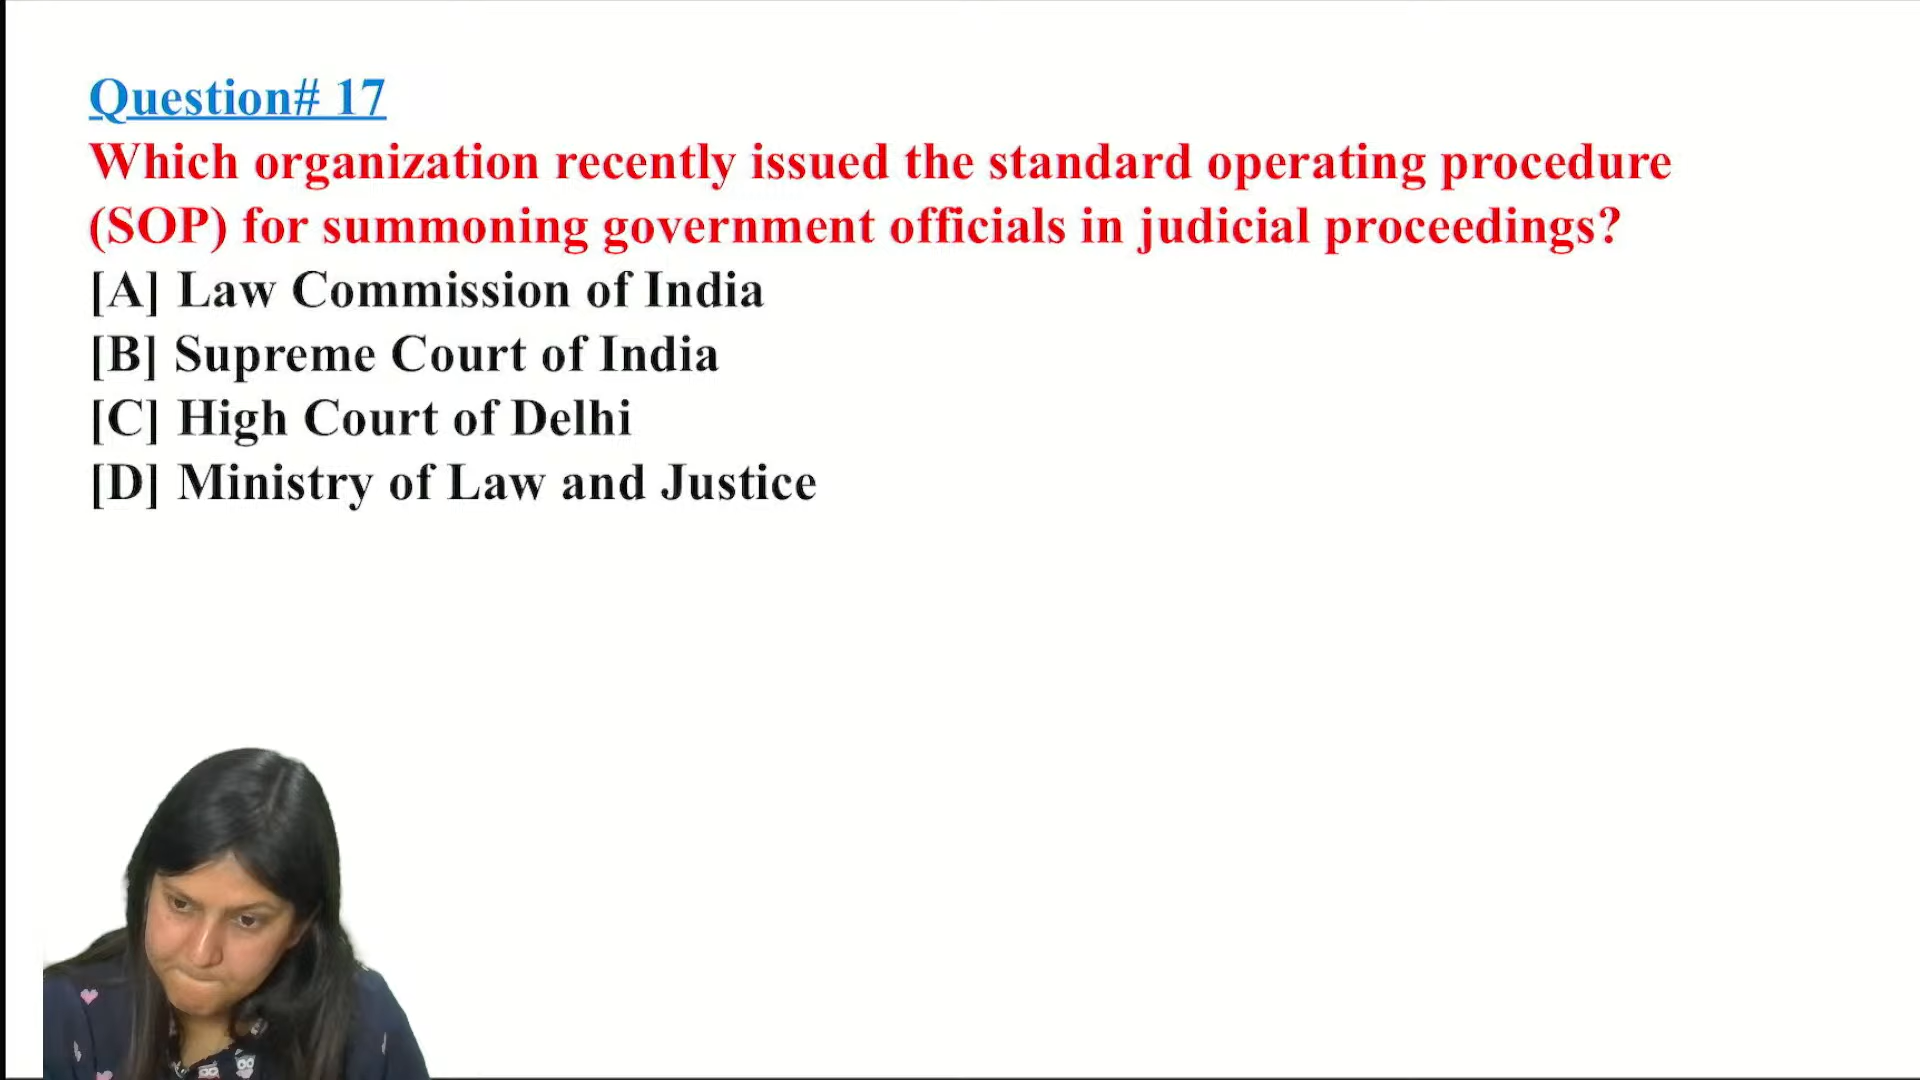 Question# 17
Which organization recently issued the standard operating procedure
(SOP) for summoning government officials in judicial proceedings?
[A] Law Commission of India
[B] Supreme Court of India
[C] High Court of Delhi
[D] Ministry of Law and Justice